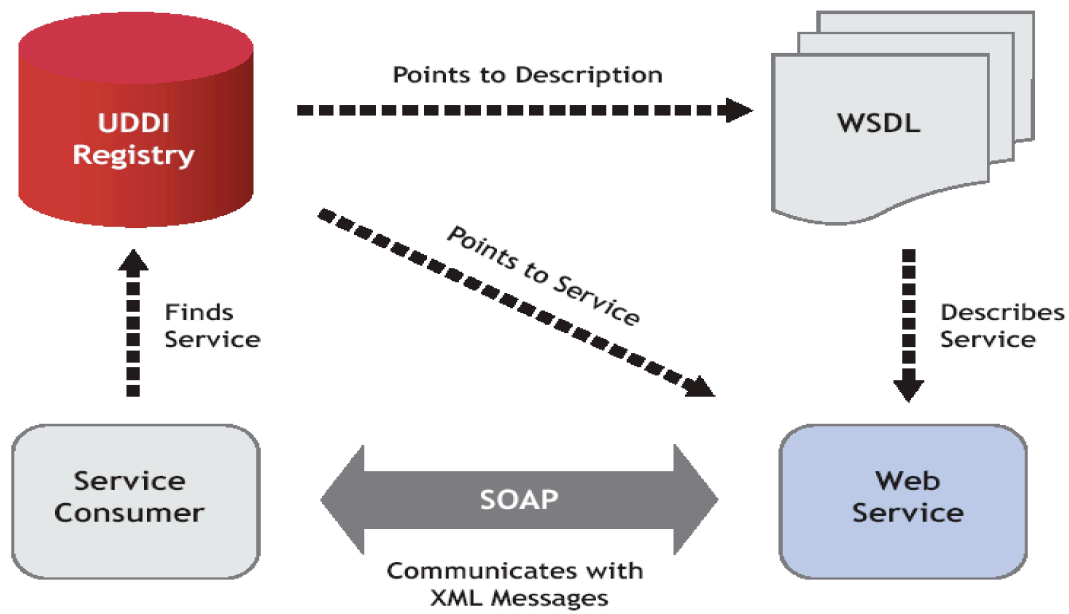 UDDI
Registry
Points to Description
WSDL
Points to Service
Finds
Service
Describes
Service
Service
Consumer
SOAP
Web
Service
Communicates with
XML Messages